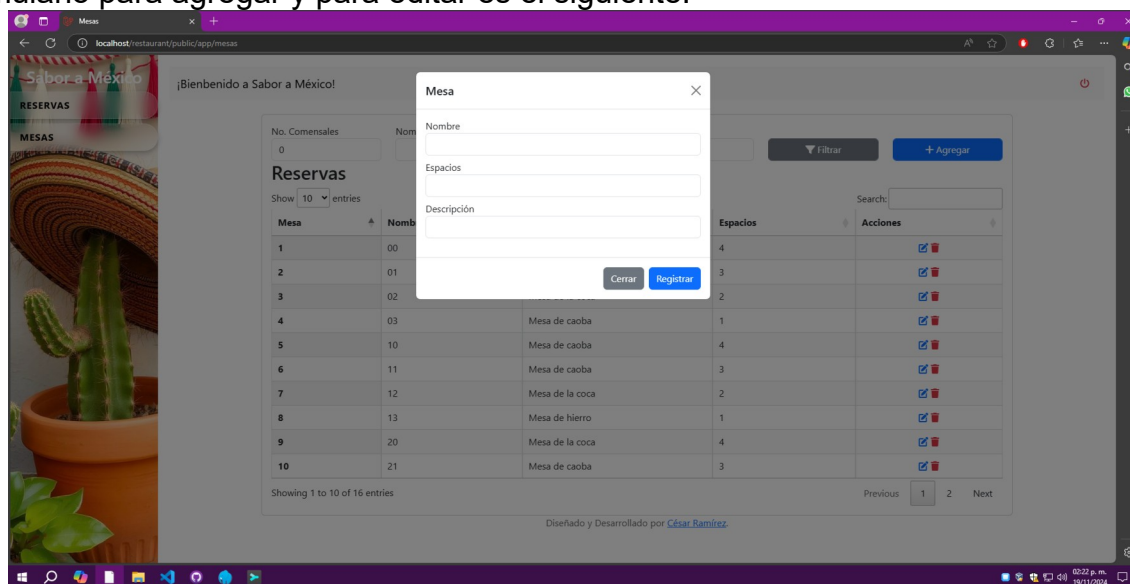 para agregar y para editar es el siguiente:
Mesas
localhost/restaurant/public/app/mesas
Sabor a México
¡Bienbenido a Sabor a México!
RESERVAS
MESAS
Mesa
Nombre
Espacios
Descripción
Cerrar Registrar
No. Comensales Nom
0
Filtrar + Agregar
Reservas
Show 10 entries Search:
Mesa Nomb Espacios Acciones
1 00 4
2 01 3
3 02 2
4 03 Mesa de caoba 1
5 10 Mesa de caoba 4
6 11 Mesa de caoba 3
7 12 Mesa de la coca 2
8 13 Mesa de hierro 1
9 20 Mesa de la coca 4
10 21 Mesa de caoba 3
Showing 1 to 10 of 16 entries Previous 1 2 Next
Diseñado y Desarrollado por César Ramírez.
02:22 p. m.
19/11/2024